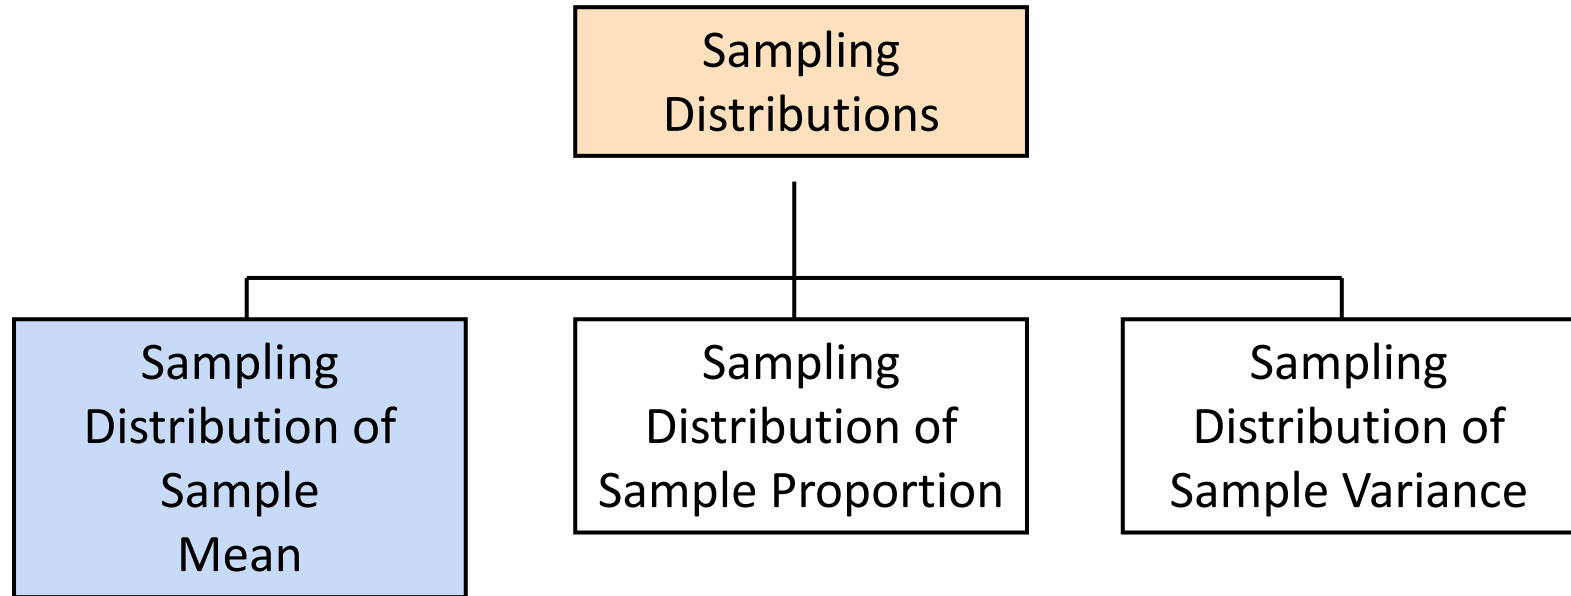 Sampling
Distributions
Sampling
Distribution of
Sample
Mean
Sampling
Distribution of
Sample Proportion
Sampling
Distribution of
Sample Variance